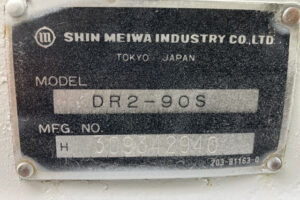 SHIN MEIWA INDUSTRY CO., LTD
TOKYO JAPAN
MODEL
DR2-90S
MFG. NO.
H
203-81163-0